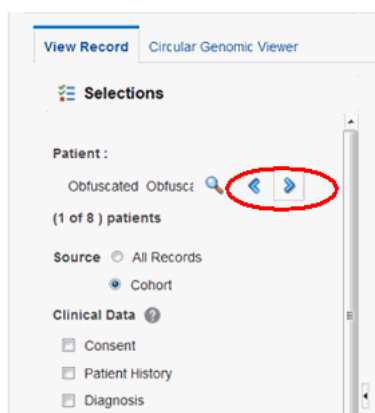 View Record Circular Genomic Viewer
Selections
Patient :
Obfuscated Obfusca
(1 of 8 ) patients
Source All Records
Cohort
Clinical Data ?
Consent
Patient History
Diagnosis